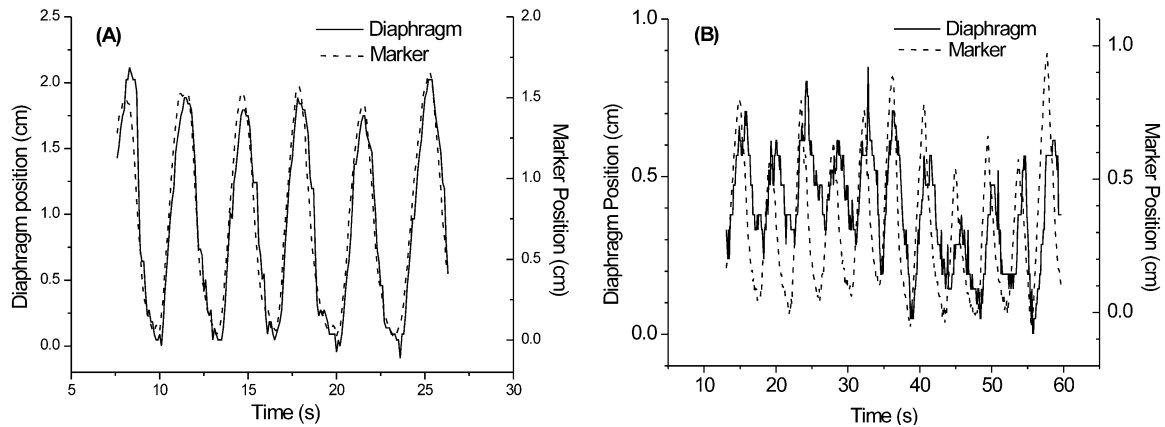 (A)
Diaphragm
Marker
2.5
2.0
1.5
1.0
0.5
0.0
Diaphragm position (cm)
2.0
1.5
1.0
0.5
0.0
Marker Position (cm)
5 10 15 20 25 30
Time (s)
(B)
Diaphragm
Marker
1.0
0.5
0.0
Diaphragm Position (cm)
1.0
0.5
0.0
Marker Position (cm)
10 20 30 40 50 60
Time (s)